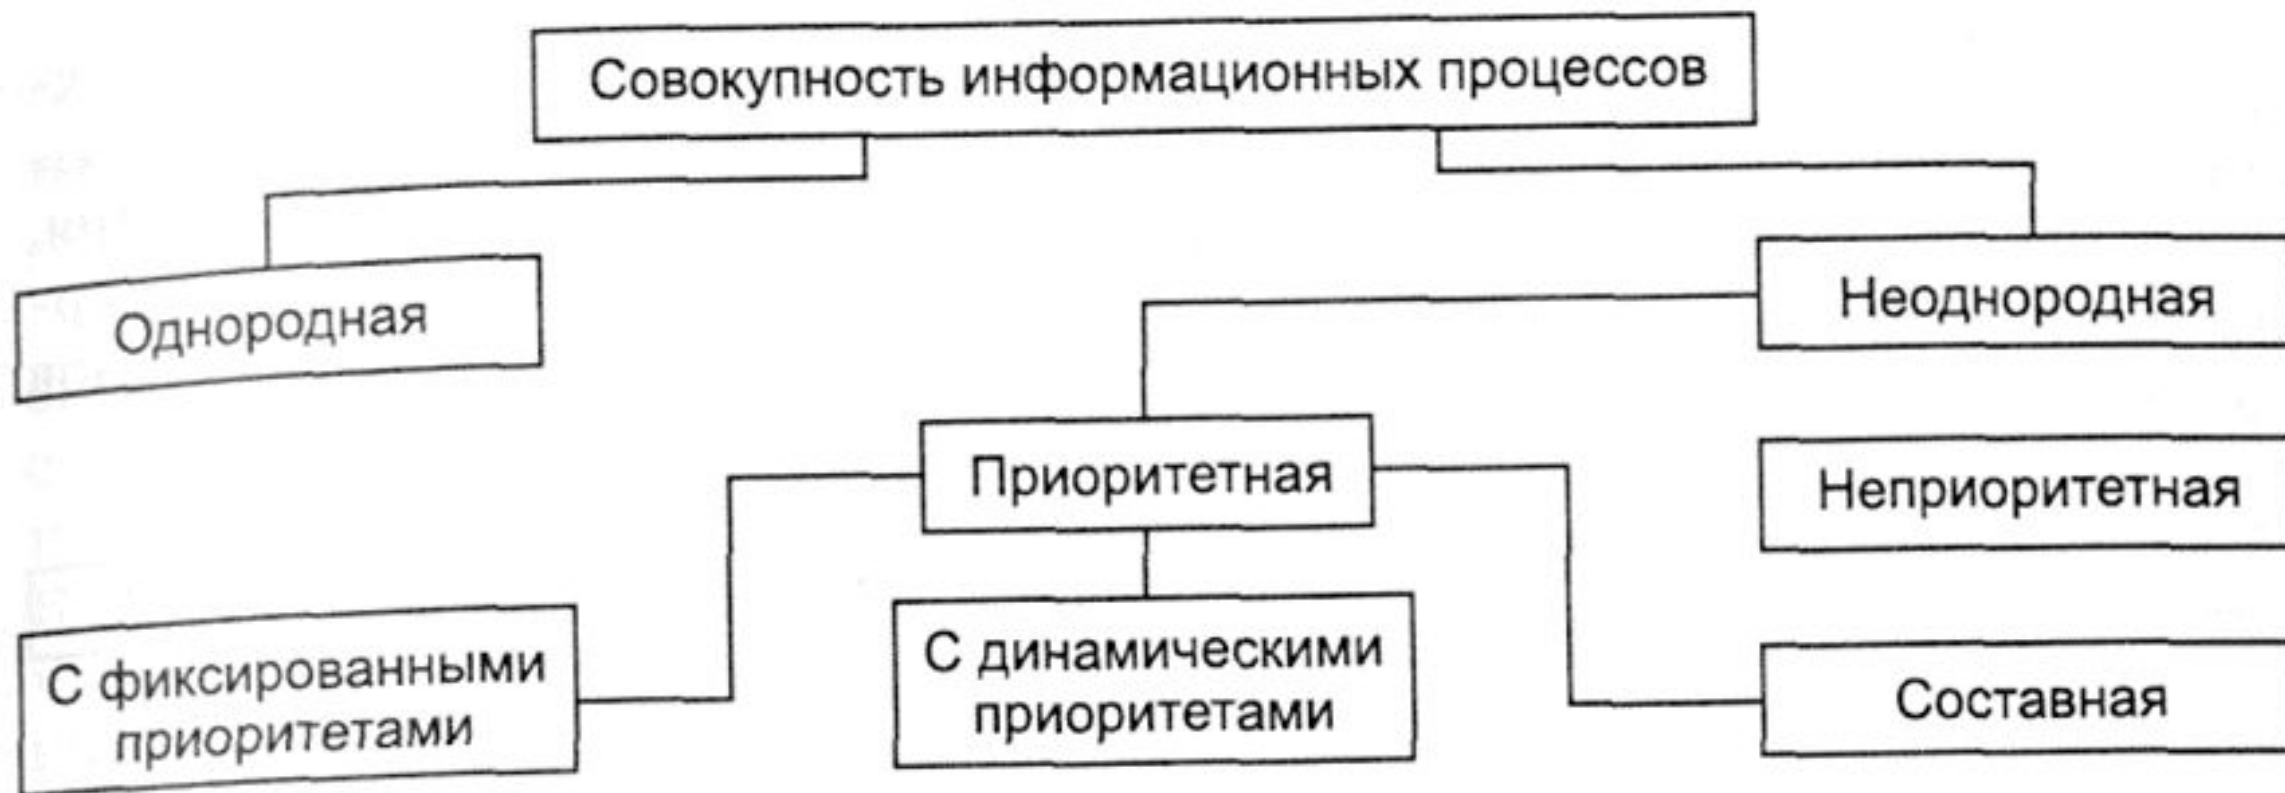 Совокупность информационных процессов
Однородная
Неоднородная
Приоритетная
Неприоритетная
С фиксированными
приоритетами
С динамическими
приоритетами
Составная